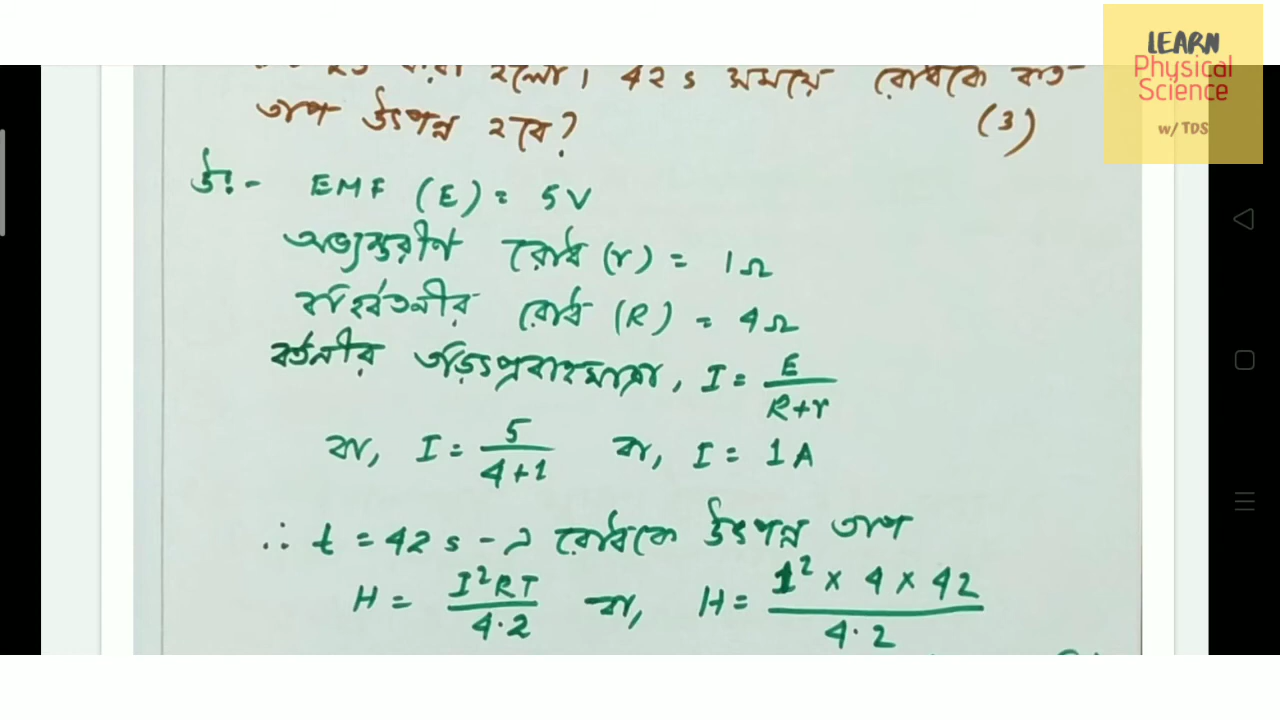 হলো। 42 s সময়ে রোধকে কত
তাপ উৎপন্ন হবে? (3)
উঃ- EMF (E) = 5V
অভ্যন্তরীণ রোধ (r) = 1Ω
বহির্বর্তনীর রোধ (R) = 4Ω
বর্তনীর তড়িৎপ্রবাহমাত্রা, I = E / R+r
বা, I = 5 / 4+1 বা, I = 1A
∴ t = 42 s -এ রোধকে উৎপন্ন তাপ
H = I²RT / 4·2 বা, H = 1² x 4 x 42 / 4·2
LEARN
Physical
Science
w/ TDS